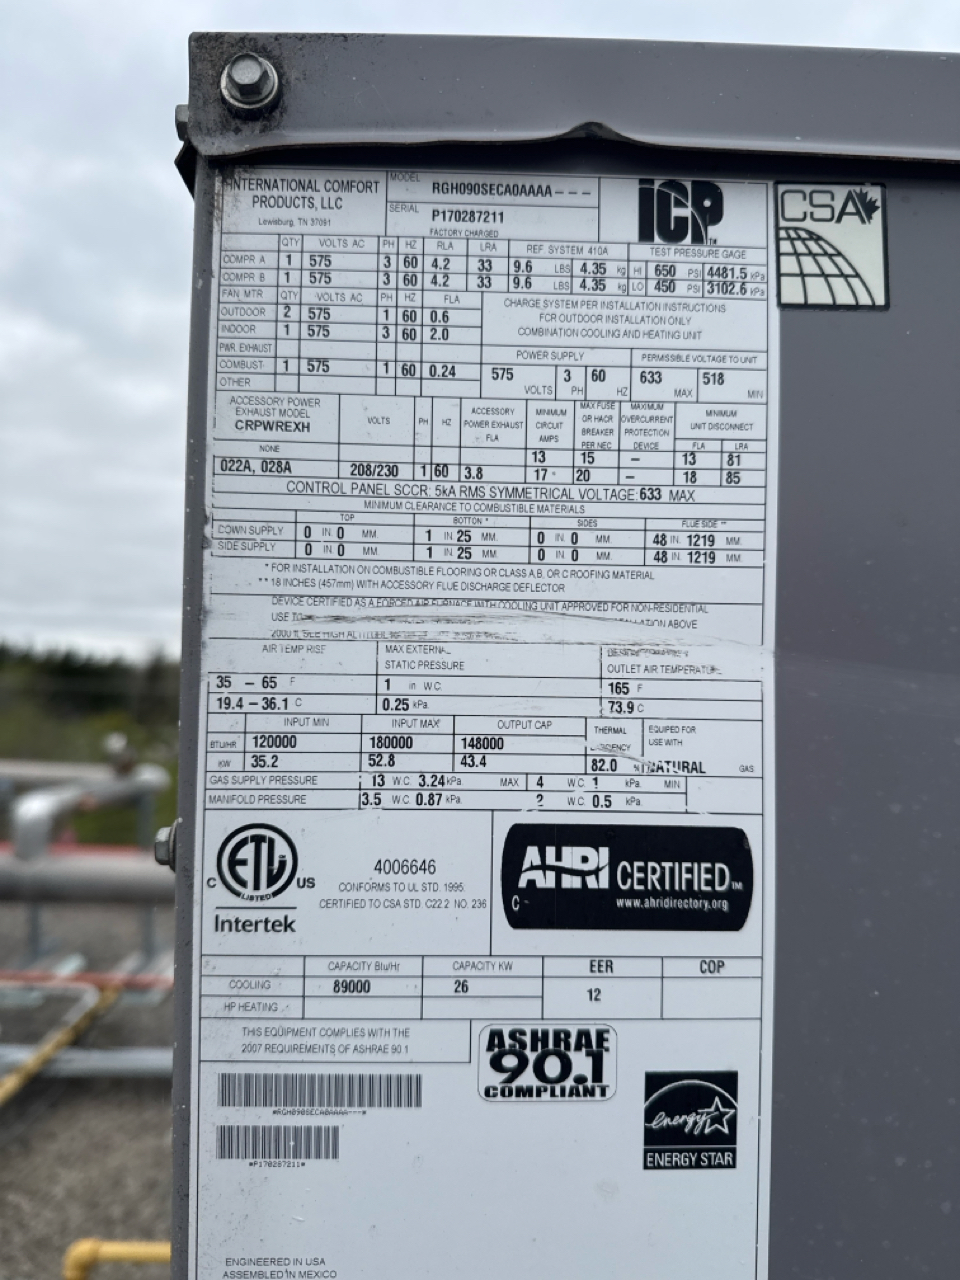 INTERNATIONAL COMFORT PRODUCTS, LLC
Lewisburg, TN 37091
MODEL RGH090SECA0AAAA---
SERIAL P170287211
FACTORY CHARGED
ICP
CSA
QTY VOLTS AC PH HZ RLA LRA REF. SYSTEM 410A TEST PRESSURE GAGE
COMPR A 1 575 3 60 4.2 33 9.6 LBS 4.35 kg HI 650 PSI 4481.5 kPa
COMPR B 1 575 3 60 4.2 33 9.6 LBS 4.35 kg LO 450 PSI 3102.6 kPa
FAN MTR QTY VOLTS AC PH HZ FLA
OUTDOOR 2 575 1 60 0.6
INDOOR 1 575 3 60 2.0
PWR EXHAUST
COMBUST 1 575 1 60 0.24
OTHER
CHARGE SYSTEM PER INSTALLATION INSTRUCTIONS
FOR OUTDOOR INSTALLATION ONLY
COMBINATION COOLING AND HEATING UNIT
POWER SUPPLY PERMISSIBLE VOLTAGE TO UNIT
575 VOLTS 3 PH 60 HZ 633 MAX 518 MIN
ACCESSORY POWER EXHAUST MODEL CRPWREXH VOLTS PH HZ ACCESSORY POWER EXHAUST FLA MINIMUM CIRCUIT AMPS MAX FUSE OR HACR BREAKER PER NEC MAXIMUM OVERCURRENT PROTECTION DEVICE MINIMUM UNIT DISCONNECT FLA LRA
NONE 13 15 – 13 81
022A, 028A 208/230 1 60 3.8 17 20 – 18 85
CONTROL PANEL SCCR: 5kA RMS SYMMETRICAL VOLTAGE: 633 MAX
MINIMUM CLEARANCE TO COMBUSTIBLE MATERIALS
TOP BOTTON * SIDES FLUE SIDE **
DOWN SUPPLY 0 IN. 0 MM. 1 IN 25 MM. 0 IN. 0 MM. 48 IN. 1219 MM.
SIDE SUPPLY 0 IN. 0 MM. 1 IN 25 MM. 0 IN. 0 MM. 48 IN. 1219 MM.
* FOR INSTALLATION ON COMBUSTIBLE FLOORING OR CLASS A,B, OR C ROOFING MATERIAL
** 18 INCHES (457mm) WITH ACCESSORY FLUE DISCHARGE DEFLECTOR
DEVICE CERTIFIED AS A FORCED AIR FURNACE WITH COOLING UNIT APPROVED FOR NON-RESIDENTIAL
USE ABOVE
2000 ft. SEE HIGH ALTITUDE
AIR TEMP RISE MAX EXTERNAL STATIC PRESSURE OUTLET AIR TEMPERATURE
35 – 65 F 1 in W.C. 165 F
19.4 – 36.1 C 0.25 kPa 73.9 C
INPUT MIN INPUT MAX OUTPUT CAP THERMAL EQUIPED FOR USE WITH
BTU/HR 120000 180000 148000
KW 35.2 52.8 43.4 82.0 % NATURAL GAS
GAS SUPPLY PRESSURE 13 W.C. 3.24 kPa MAX 4 W.C. 1 kPa. MIN
MANIFOLD PRESSURE 3.5 W.C. 0.87 kPa. 2 W.C. 0.5 kPa.
C ETL LISTED US
Intertek
4006646
CONFORMS TO UL STD. 1995.
CERTIFIED TO CSA STD. C22.2 NO. 236
C AHRI CERTIFIED TM
www.ahridirectory.org
CAPACITY Btu/Hr CAPACITY KW EER COP
COOLING 89000 26 12
HP HEATING
THIS EQUIPMENT COMPLIES WITH THE
2007 REQUIREMENTS OF ASHRAE 90.1
ASHRAE
90.1
COMPLIANT
*RGH090SECA0AAAA---*
*P170287211*
energy
ENERGY STAR
ENGINEERED IN USA
ASSEMBLED IN MEXICO